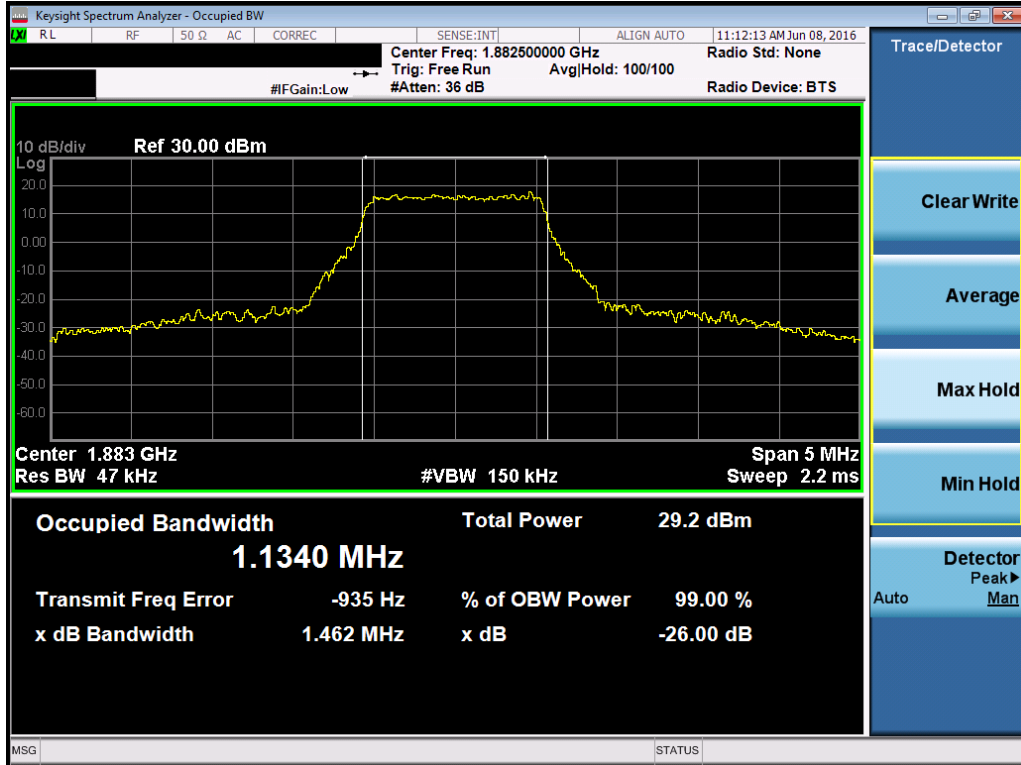 Keysight Spectrum Analyzer - Occupied BW
LXI RL RF 50 Ω AC CORREC SENSE:INT ALIGN AUTO 11:12:13 AM Jun 08, 2016
Center Freq: 1.882500000 GHz Radio Std: None
Trig: Free Run Avg|Hold: 100/100
#IFGain:Low #Atten: 36 dB Radio Device: BTS
Trace/Detector
10 dB/div Ref 30.00 dBm
Log
20.0
10.0
0.00
-10.0
-20.0
-30.0
-40.0
-50.0
-60.0
Center 1.883 GHz Span 5 MHz
Res BW 47 kHz #VBW 150 kHz Sweep 2.2 ms
Occupied Bandwidth Total Power 29.2 dBm
1.1340 MHz
Transmit Freq Error -935 Hz % of OBW Power 99.00 %
x dB Bandwidth 1.462 MHz x dB -26.00 dB
Clear Write
Average
Max Hold
Min Hold
Detector
Peak▶
Auto Man
MSG STATUS